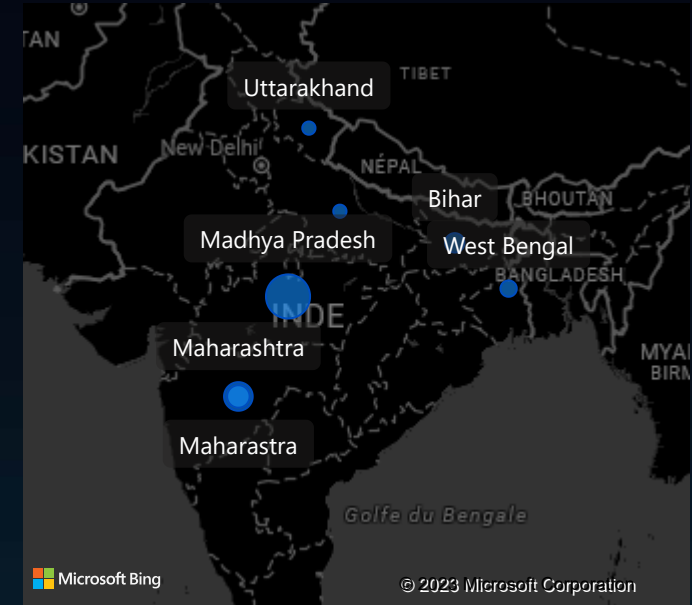 TAN
TIBET
Uttarakhand
KISTAN
New Delhi
NÉPAL
Bihar
BHOUTAN
Madhya Pradesh
West Bengal
BANGLADESH
INDE
Maharashtra
MYA
BIRM
Maharastra
Golfe du Bengale
Microsoft Bing
© 2023 Microsoft Corporation